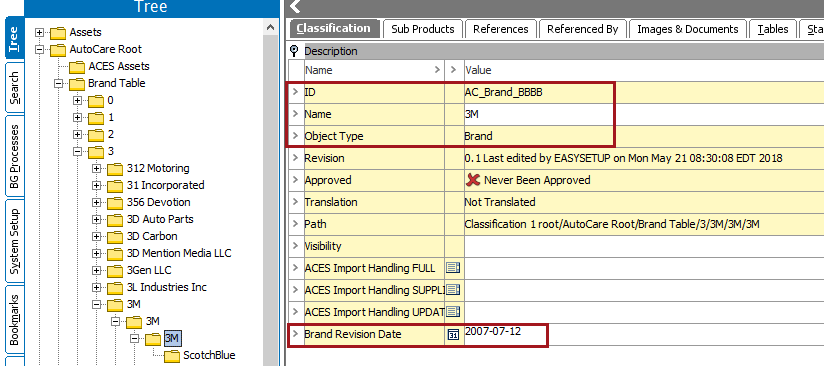 Tree
Tree
Search
BG Processes
System Setup
Bookmarks
Assets
AutoCare Root
ACES Assets
Brand Table
0
1
2
3
312 Motoring
31 Incorporated
356 Devotion
3D Auto Parts
3D Carbon
3D Mention Media LLC
3Gen LLC
3L Industries Inc
3M
3M
3M
ScotchBlue
Classification Sub Products References Referenced By Images & Documents Tables Sta
Description
Name > > Value
> ID AC_Brand_BBBB
> Name 3M
> Object Type Brand
> Revision 0.1 Last edited by EASYSETUP on Mon May 21 08:30:08 EDT 2018
> Approved Never Been Approved
> Translation Not Translated
> Path Classification 1 root/AutoCare Root/Brand Table/3/3M/3M/3M
> Visibility
> ACES Import Handling FULL
> ACES Import Handling SUPPLI
> ACES Import Handling UPDAT
> Brand Revision Date 31 2007-07-12